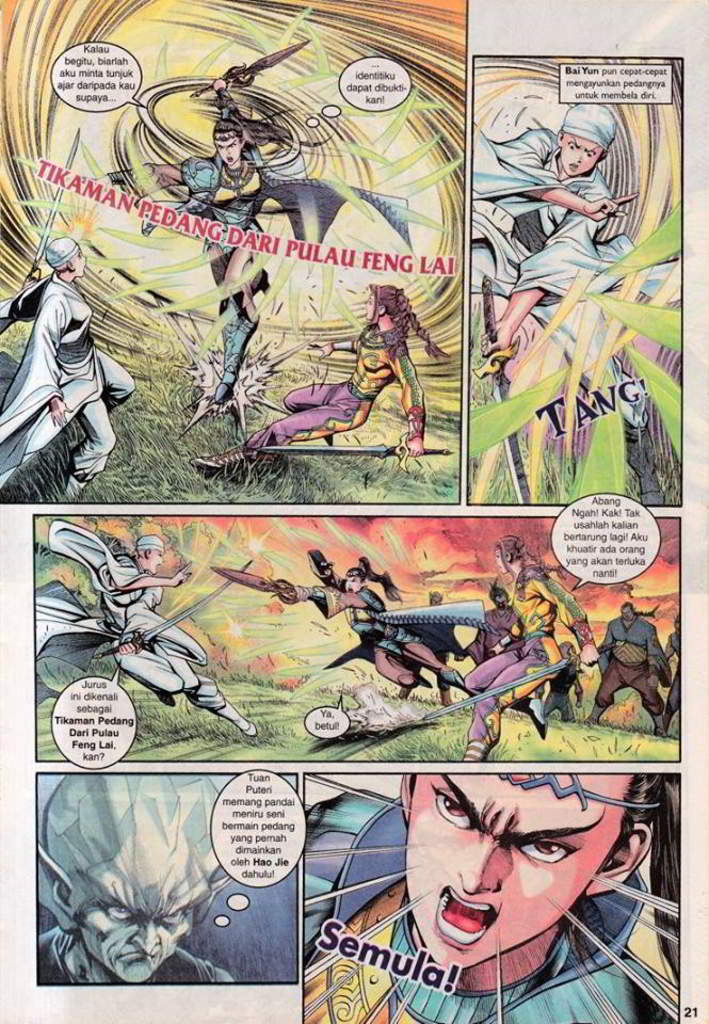 Kalau
begitu, biarlah
aku minta tunjuk
ajar daripada kau
supaya...
...
identitiku
dapat dibukti-
kan!
TIKAMAN PEDANG DARI PULAU FENG LAI
Bai Yun pun cepat-cepat
mengayunkan pedangnya
untuk membela diri.
TANG!
Abang
Ngah! Kak! Tak
usahlah kalian
bertarung lagi! Aku
khuatir ada orang
yang akan terluka
nanti!
Jurus
ini dikenali
sebagai
Tikaman Pedang
Dari Pulau
Feng Lai,
kan?
Ya,
betul!
Tuan
Puteri
memang pandai
meniru seni
bermain pedang
yang pernah
dimainkan
oleh Hao Jie
dahulu!
Semula!
21